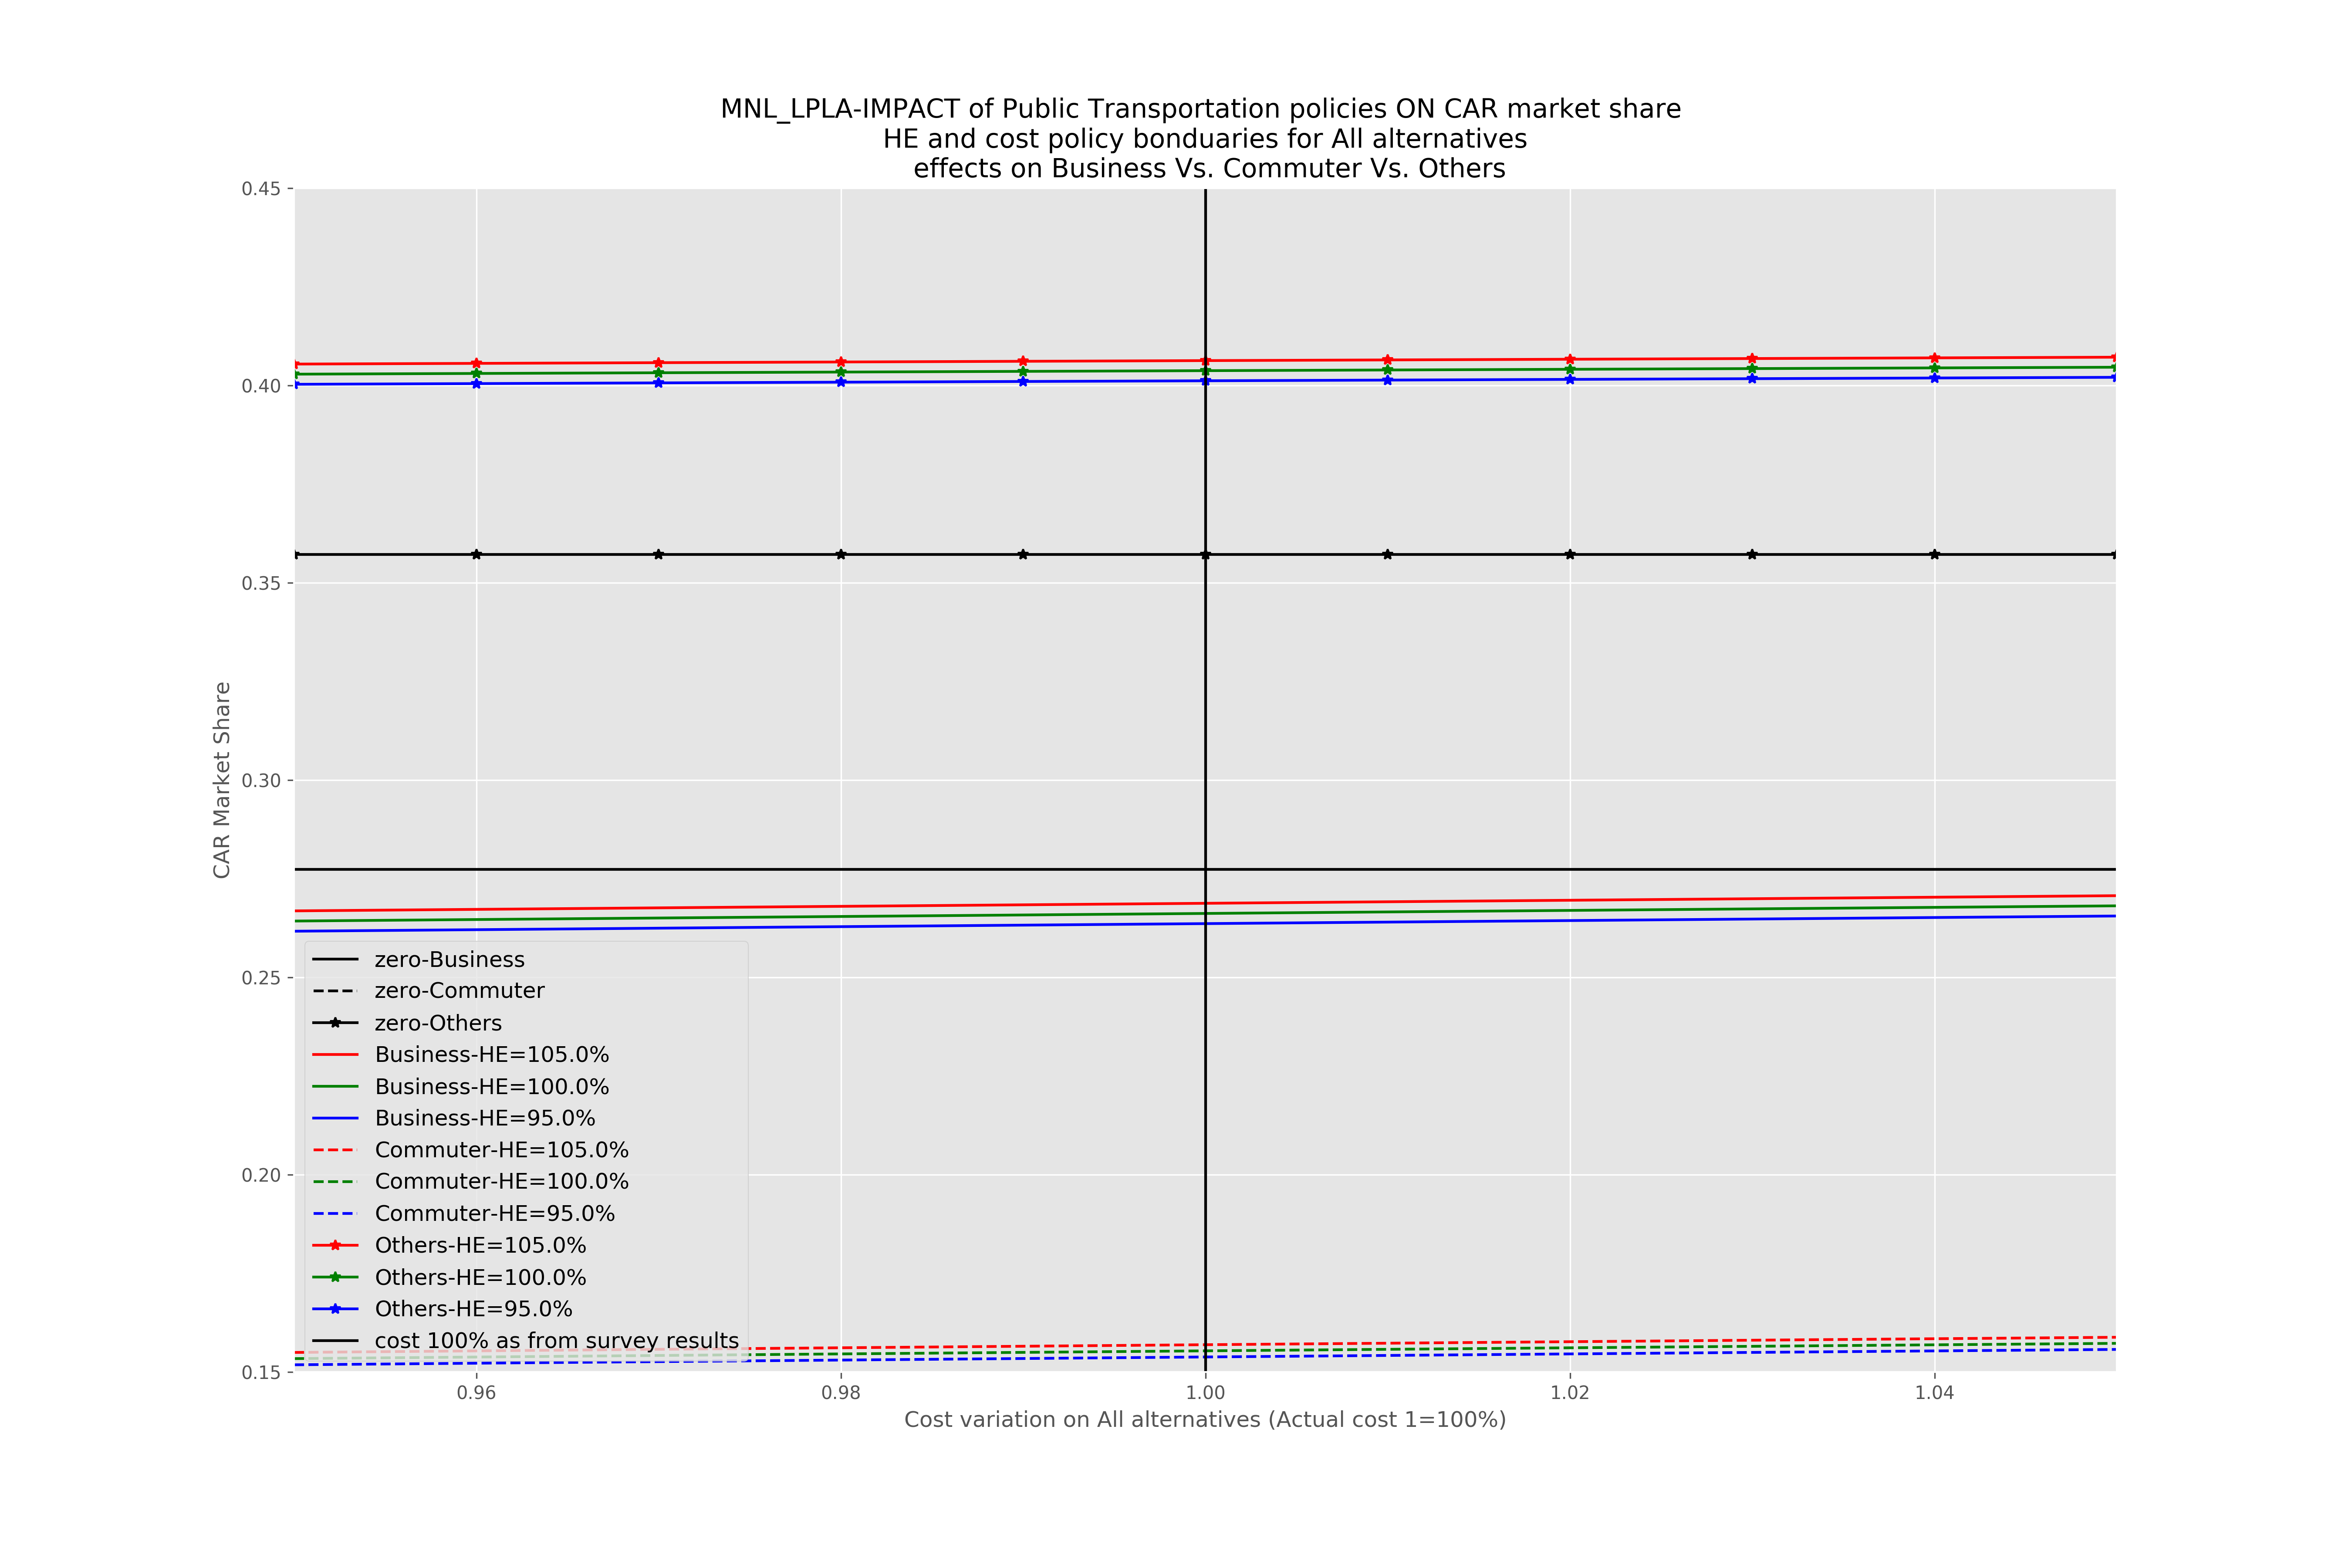 MNL_LPLA-IMPACT of Public Transportation policies ON CAR market share
HE and cost policy bonduaries for All alternatives
effects on Business Vs. Commuter Vs. Others
0.45
0.40
0.35
0.30
0.25
0.20
0.15
CAR Market Share
zero-Business
zero-Commuter
zero-Others
Business-HE=105.0%
Business-HE=100.0%
Business-HE=95.0%
Commuter-HE=105.0%
Commuter-HE=100.0%
Commuter-HE=95.0%
Others-HE=105.0%
Others-HE=100.0%
Others-HE=95.0%
cost 100% as from survey results
0.96 0.98 1.00 1.02 1.04
Cost variation on All alternatives (Actual cost 1=100%)